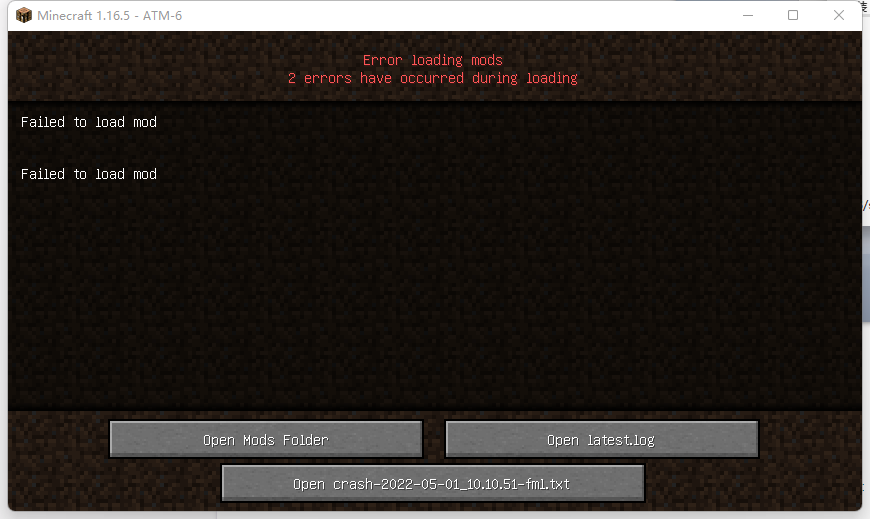 Minecraft 1.16.5 - ATM-6
Error loading mods
2 errors have occurred during loading
Failed to load mod
Failed to load mod
Open Mods Folder
Open latest.log
Open crash-2022-05-01_10.10.51-fml.txt